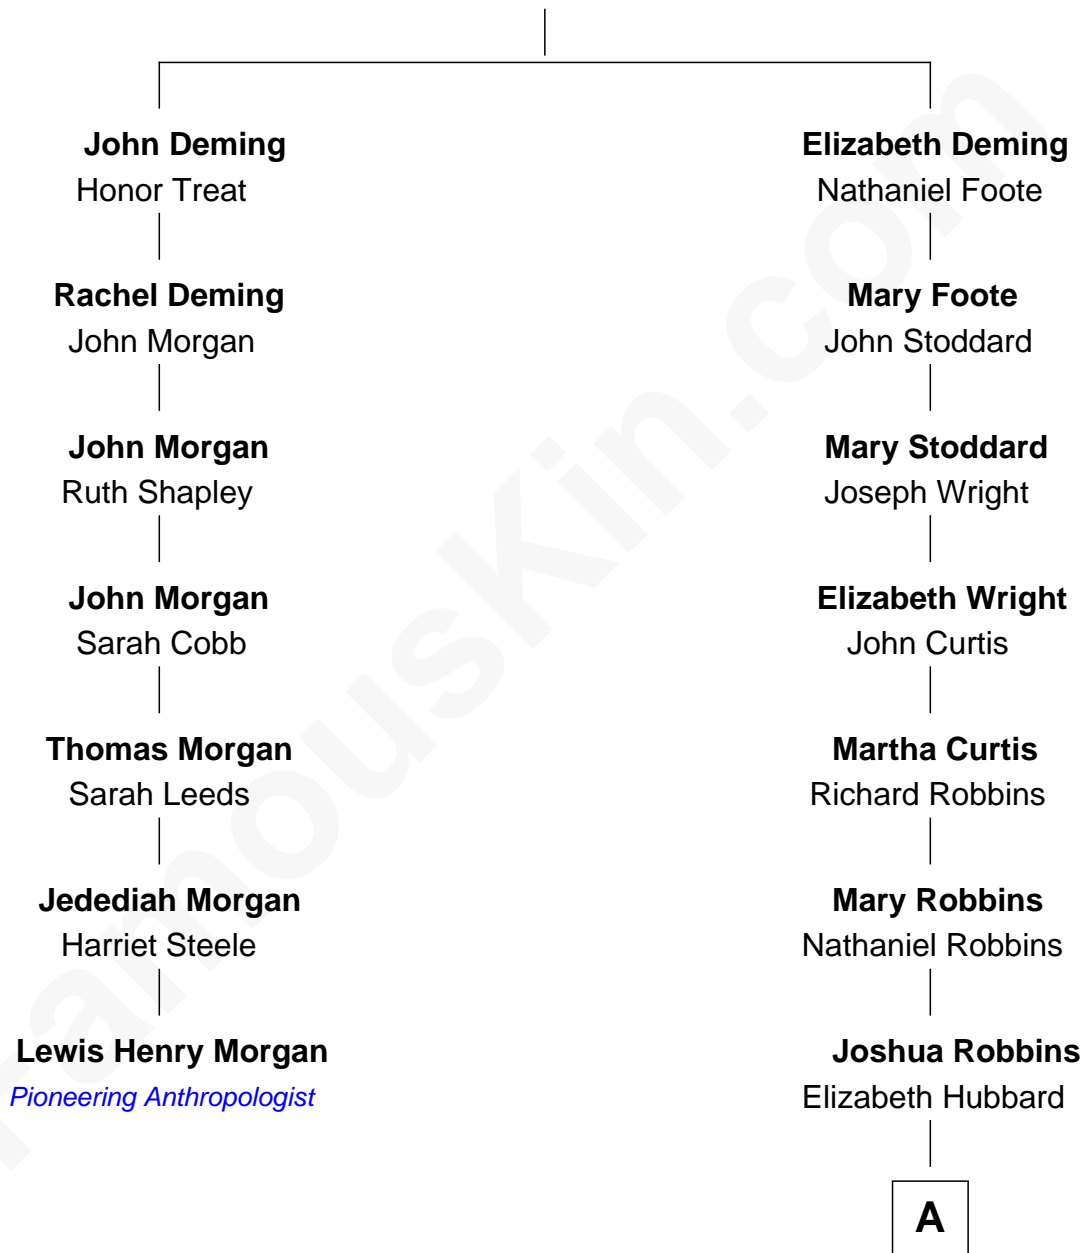 John Deming
Honor Treat
Elizabeth Deming
Nathaniel Foote
Rachel Deming
John Morgan
Mary Foote
John Stoddard
John Morgan
Ruth Shapley
Mary Stoddard
Joseph Wright
John Morgan
Sarah Cobb
Elizabeth Wright
John Curtis
Thomas Morgan
Sarah Leeds
Martha Curtis
Richard Robbins
Jedediah Morgan
Harriet Steele
Mary Robbins
Nathaniel Robbins
Lewis Henry Morgan
Pioneering Anthropologist
Joshua Robbins
Elizabeth Hubbard
A
FamousKin.com